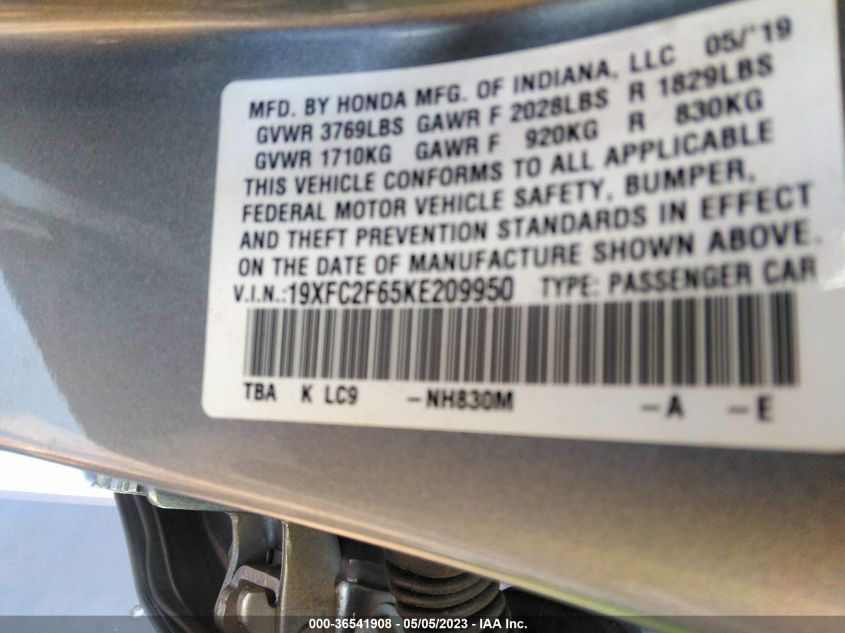 MFD. BY HONDA MFG. OF INDIANA, LLC 05/'19
GVWR 3769LBS GAWR F 2028LBS R 1829LBS
GVWR 1710KG GAWR F 920KG R 830KG
THIS VEHICLE CONFORMS TO ALL APPLICABLE
FEDERAL MOTOR VEHICLE SAFETY, BUMPER,
AND THEFT PREVENTION STANDARDS IN EFFECT
ON THE DATE OF MANUFACTURE SHOWN ABOVE.
V.I.N.:19XFC2F65KE209950 TYPE: PASSENGER CAR
TBA K LC9 -NH830M -A -E
000-36541908 - 05/05/2023 - IAA Inc.